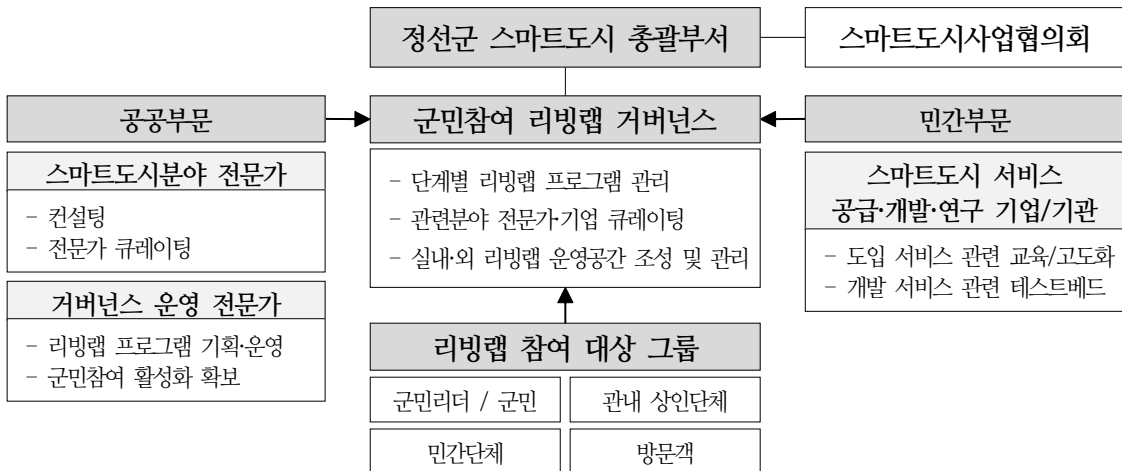 정선군 스마트도시 총괄부서
스마트도시사업협의회
공공부문
군민참여 리빙랩 거버넌스
민간부문
스마트도시분야 전문가
- 컨설팅
- 전문가 큐레이팅
거버넌스 운영 전문가
- 리빙랩 프로그램 기획·운영
- 군민참여 활성화 확보
- 단계별 리빙랩 프로그램 관리
- 관련분야 전문가·기업 큐레이팅
- 실내·외 리빙랩 운영공간 조성 및 관리
스마트도시 서비스
공급·개발·연구 기업/기관
- 도입 서비스 관련 교육/고도화
- 개발 서비스 관련 테스트베드
리빙랩 참여 대상 그룹
군민리더 / 군민
관내 상인단체
민간단체
방문객